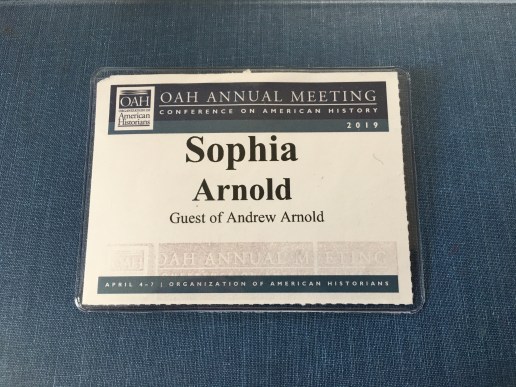 OAH
ORGANIZATION OF
American
Historians
OAH ANNUAL MEETING
CONFERENCE ON AMERICAN HISTORY
2019
Sophia
Arnold
Guest of Andrew Arnold
OAH ANNUAL MEETING
APRIL 4-7 | ORGANIZATION OF AMERICAN HISTORIANS